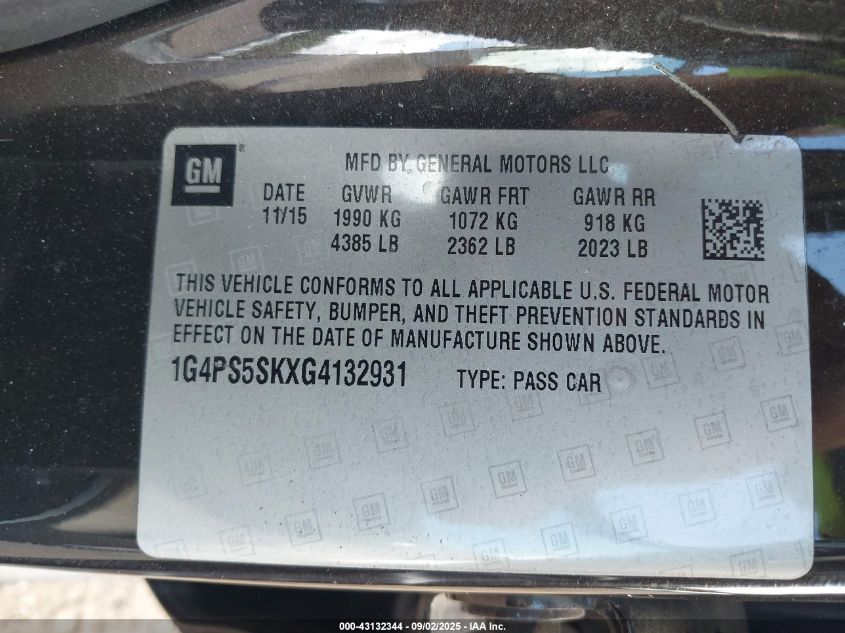 GM
MFD BY GENERAL MOTORS LLC
DATE GVWR GAWR FRT GAWR RR
11/15 1990 KG 1072 KG 918 KG
4385 LB 2362 LB 2023 LB
THIS VEHICLE CONFORMS TO ALL APPLICABLE U.S. FEDERAL MOTOR
VEHICLE SAFETY, BUMPER, AND THEFT PREVENTION STANDARDS IN
EFFECT ON THE DATE OF MANUFACTURE SHOWN ABOVE.
1G4PS5SKXG4132931 TYPE: PASS CAR
000-43132344 - 09/02/2025 - IAA Inc.